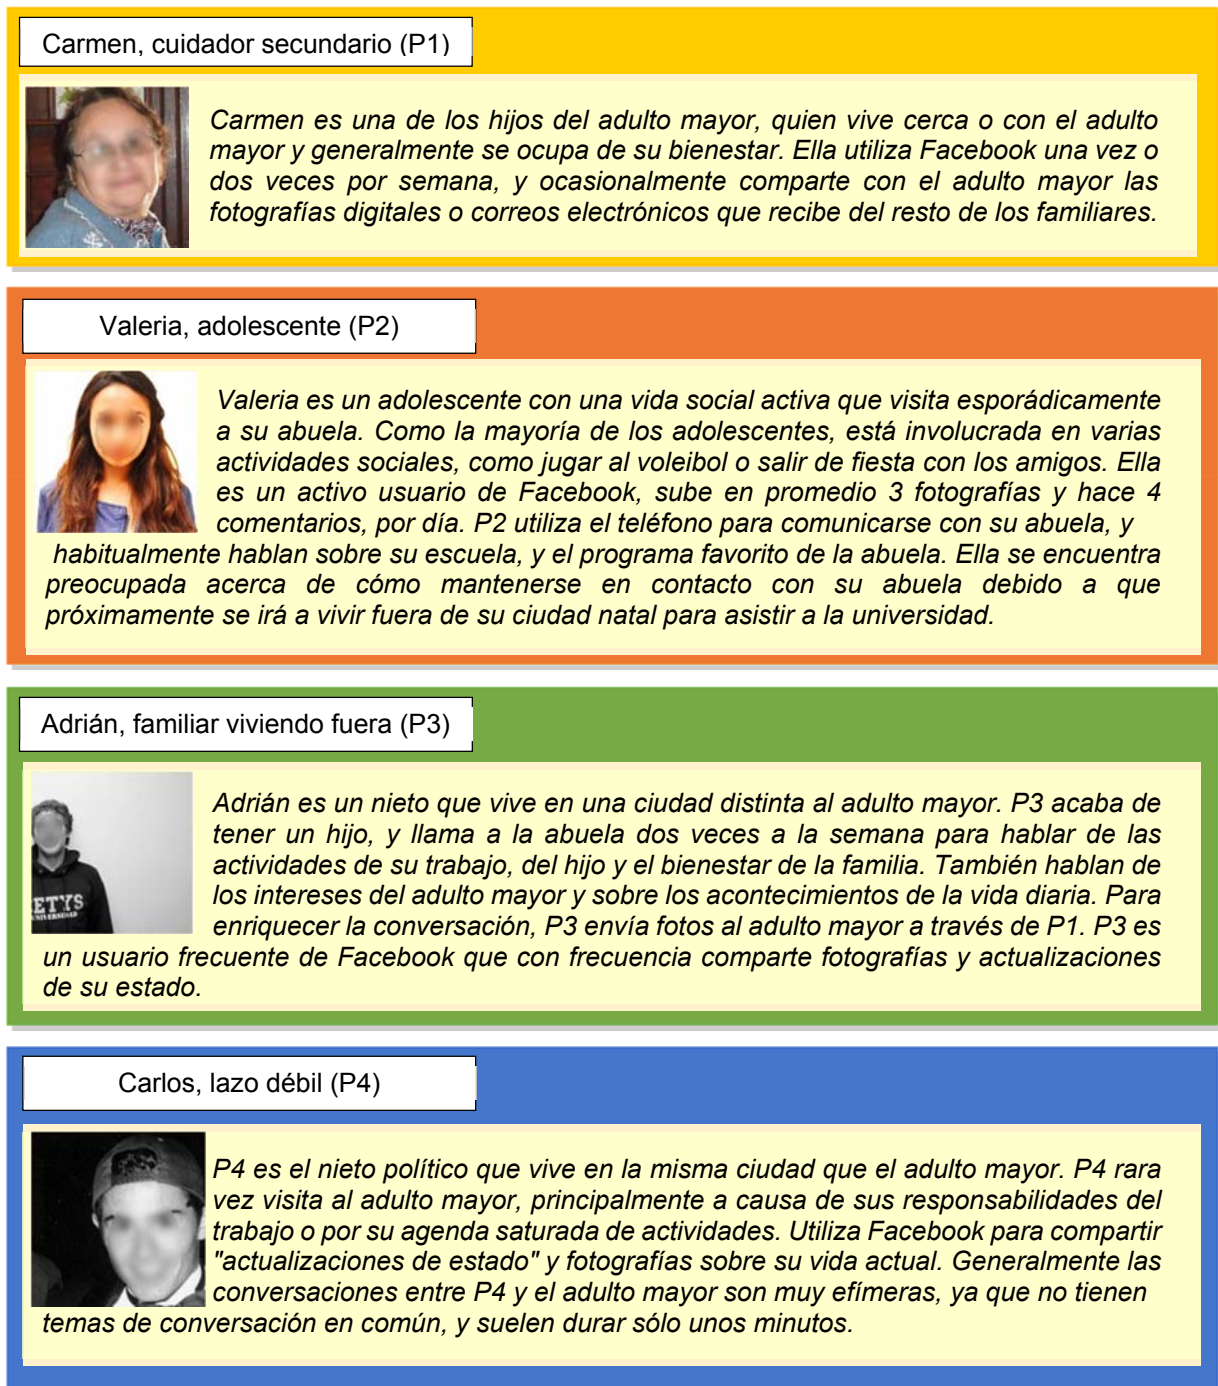 Carmen, cuidador secundario (P1)
Carmen es una de los hijos del adulto mayor, quien vive cerca o con el adulto
mayor y generalmente se ocupa de su bienestar. Ella utiliza Facebook una vez o
dos veces por semana, y ocasionalmente comparte con el adulto mayor las
fotografías digitales o correos electrónicos que recibe del resto de los familiares.
Valeria, adolescente (P2)
Valeria es un adolescente con una vida social activa que visita esporádicamente
a su abuela. Como la mayoría de los adolescentes, está involucrada en varias
actividades sociales, como jugar al voleibol o salir de fiesta con los amigos. Ella
es un activo usuario de Facebook, sube en promedio 3 fotografías y hace 4
comentarios, por día. P2 utiliza el teléfono para comunicarse con su abuela, y
habitualmente hablan sobre su escuela, y el programa favorito de la abuela. Ella se encuentra
preocupada acerca de cómo mantenerse en contacto con su abuela debido a que
próximamente se irá a vivir fuera de su ciudad natal para asistir a la universidad.
Adrián, familiar viviendo fuera (P3)
Adrián es un nieto que vive en una ciudad distinta al adulto mayor. P3 acaba de
tener un hijo, y llama a la abuela dos veces a la semana para hablar de las
actividades de su trabajo, del hijo y el bienestar de la familia. También hablan de
los intereses del adulto mayor y sobre los acontecimientos de la vida diaria. Para
enriquecer la conversación, P3 envía fotos al adulto mayor a través de P1. P3 es
un usuario frecuente de Facebook que con frecuencia comparte fotografías y actualizaciones
de su estado.
ETYS
UNIVERSIDAD
Carlos, lazo débil (P4)
P4 es el nieto político que vive en la misma ciudad que el adulto mayor. P4 rara
vez visita al adulto mayor, principalmente a causa de sus responsabilidades del
trabajo o por su agenda saturada de actividades. Utiliza Facebook para compartir
"actualizaciones de estado" y fotografías sobre su vida actual. Generalmente las
conversaciones entre P4 y el adulto mayor son muy efímeras, ya que no tienen
temas de conversación en común, y suelen durar sólo unos minutos.